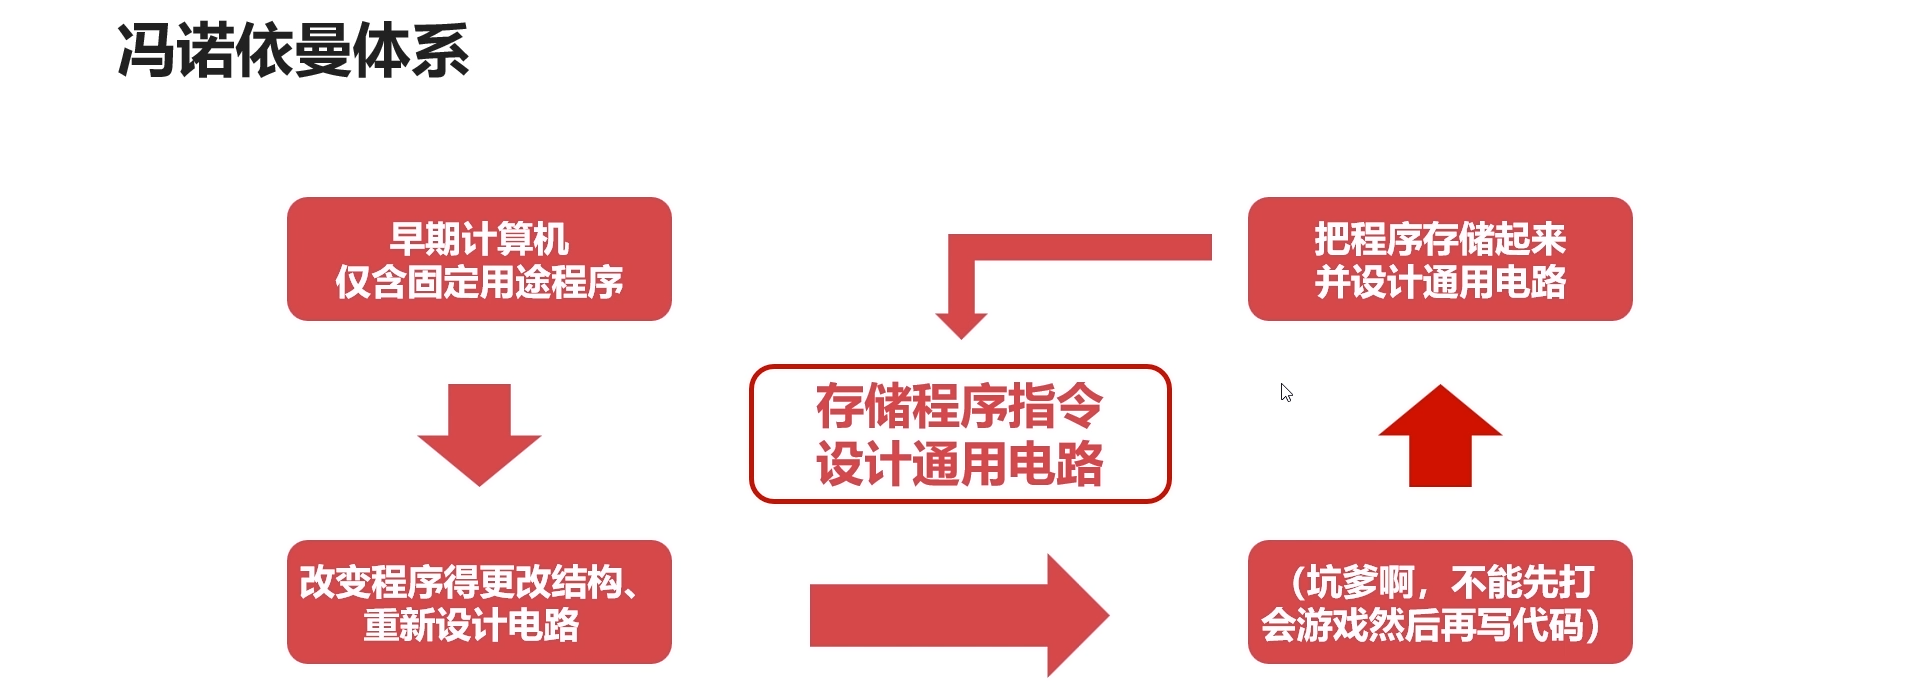 冯诺依曼体系
早期计算机
仅含固定用途程序
改变程序得更改结构、
重新设计电路
(坑爹啊，不能先打
会游戏然后再写代码)
把程序存储起来
并设计通用电路
存储程序指令
设计通用电路